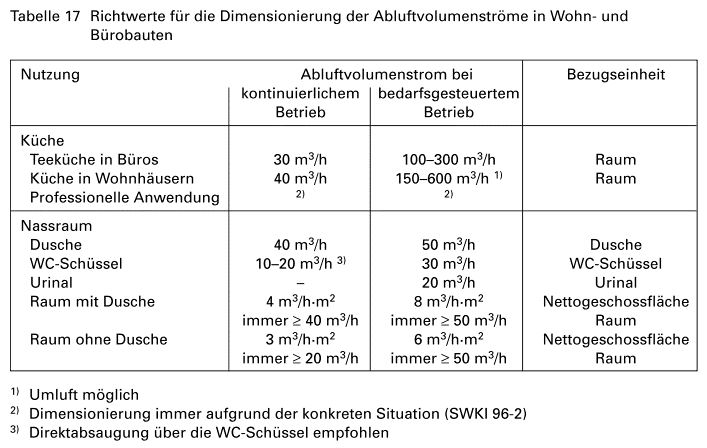 Tabelle 17 Richtwerte für die Dimensionierung der Abluftvolumenströme in Wohn- und
Bürobauten
Nutzung Abluftvolumenstrom bei Bezugseinheit
kontinuierlichem bedarfsgesteuertem
Betrieb Betrieb
Küche
Teeküche in Büros 30 m³/h 100–300 m³/h Raum
Küche in Wohnhäusern 40 m³/h 150–600 m³/h ¹⁾ Raum
Professionelle Anwendung ²⁾ ²⁾
Nassraum
Dusche 40 m³/h 50 m³/h Dusche
WC-Schüssel 10–20 m³/h ³⁾ 30 m³/h WC-Schüssel
Urinal – 20 m³/h Urinal
Raum mit Dusche 4 m³/h·m² 8 m³/h·m² Nettogeschossfläche
immer ≥ 40 m³/h immer ≥ 50 m³/h Raum
Raum ohne Dusche 3 m³/h·m² 6 m³/h·m² Nettogeschossfläche
immer ≥ 20 m³/h immer ≥ 50 m³/h Raum
¹⁾ Umluft möglich
²⁾ Dimensionierung immer aufgrund der konkreten Situation (SWKI 96-2)
³⁾ Direktabsaugung über die WC-Schüssel empfohlen